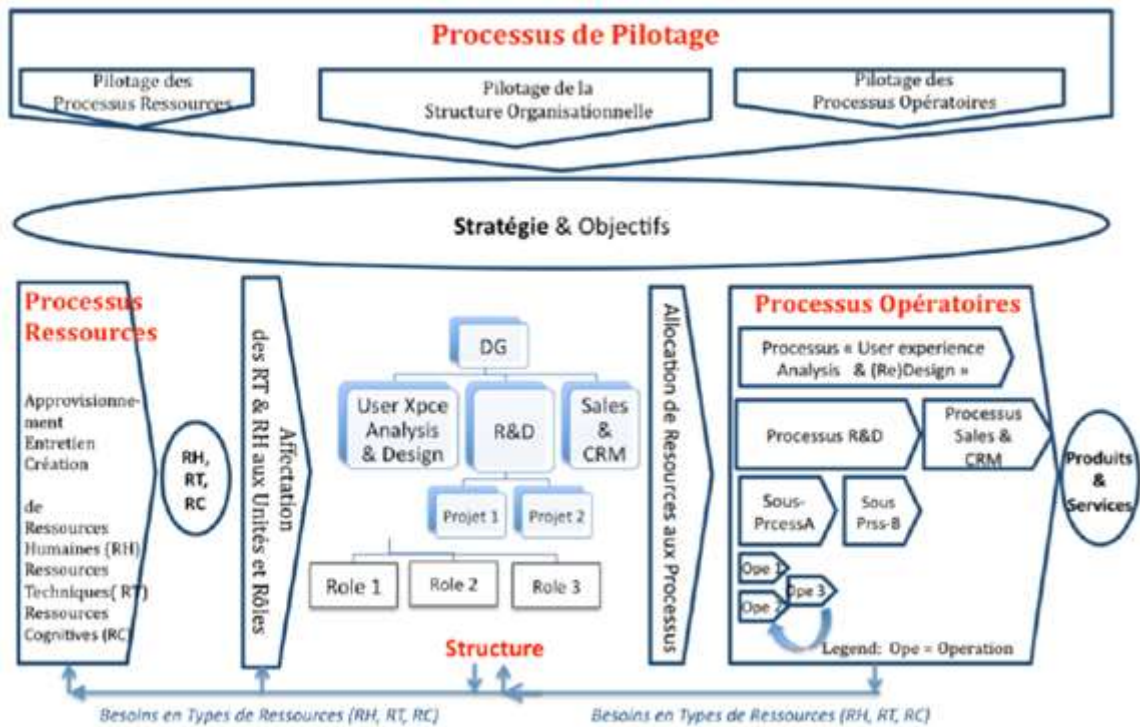 Processus de Pilotage
Pilotage des
Processus Ressources
Pilotage de la
Structure Organisationnelle
Pilotage des
Processus Opératoires
Stratégie & Objectifs
Processus
Ressources
Approvisionne-
ment
Entretien
Création
de
Ressources
Humaines (RH)
Ressources
Techniques( RT)
Ressources
Cognitives (RC)
RH,
RT,
RC
Affectation
des RT & RH aux Unités et Rôles
DG
User Xpce
Analysis
& Design
R&D
Sales
&
CRM
Projet 1
Projet 2
Role 1
Role 2
Role 3
Structure
Allocation de Resources aux Processus
Processus Opératoires
Processus « User experience
Analysis & (Re)Design »
Processus R&D
Processus
Sales &
CRM
Sous-
PrcessA
Sous
Prss-B
Ope 1
Ope 2
Ope 3
Legend: Ope = Operation
Produits
&
Services
Besoins en Types de Ressources (RH, RT, RC)
Besoins en Types de Ressources (RH, RT, RC)